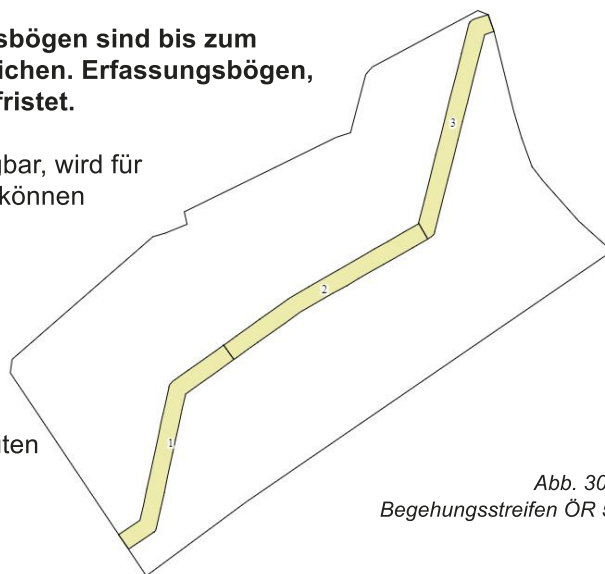 sbögen sind bis zum
ichen. Erfassungsbögen,
fristet.
gbar, wird für
können
3
2
1
ten
Abb. 30
Begehungsstreifen ÖR 5